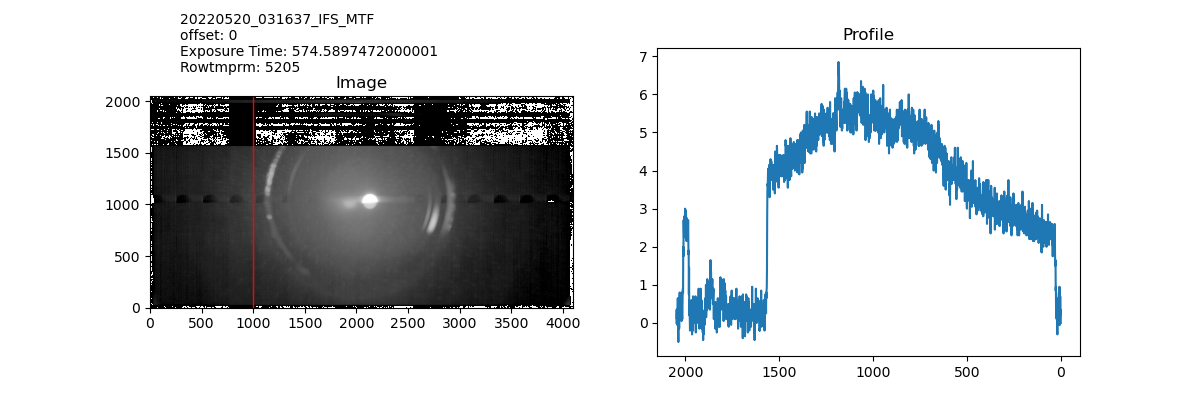 20220520_031637_IFS_MTF
offset: 0
Exposure Time: 574.5897472000001
Rowtmprm: 5205
Image
2000
1500
1000
500
0
0 500 1000 1500 2000 2500 3000 3500 4000
Profile
7
6
5
4
3
2
1
0
2000 1500 1000 500 0